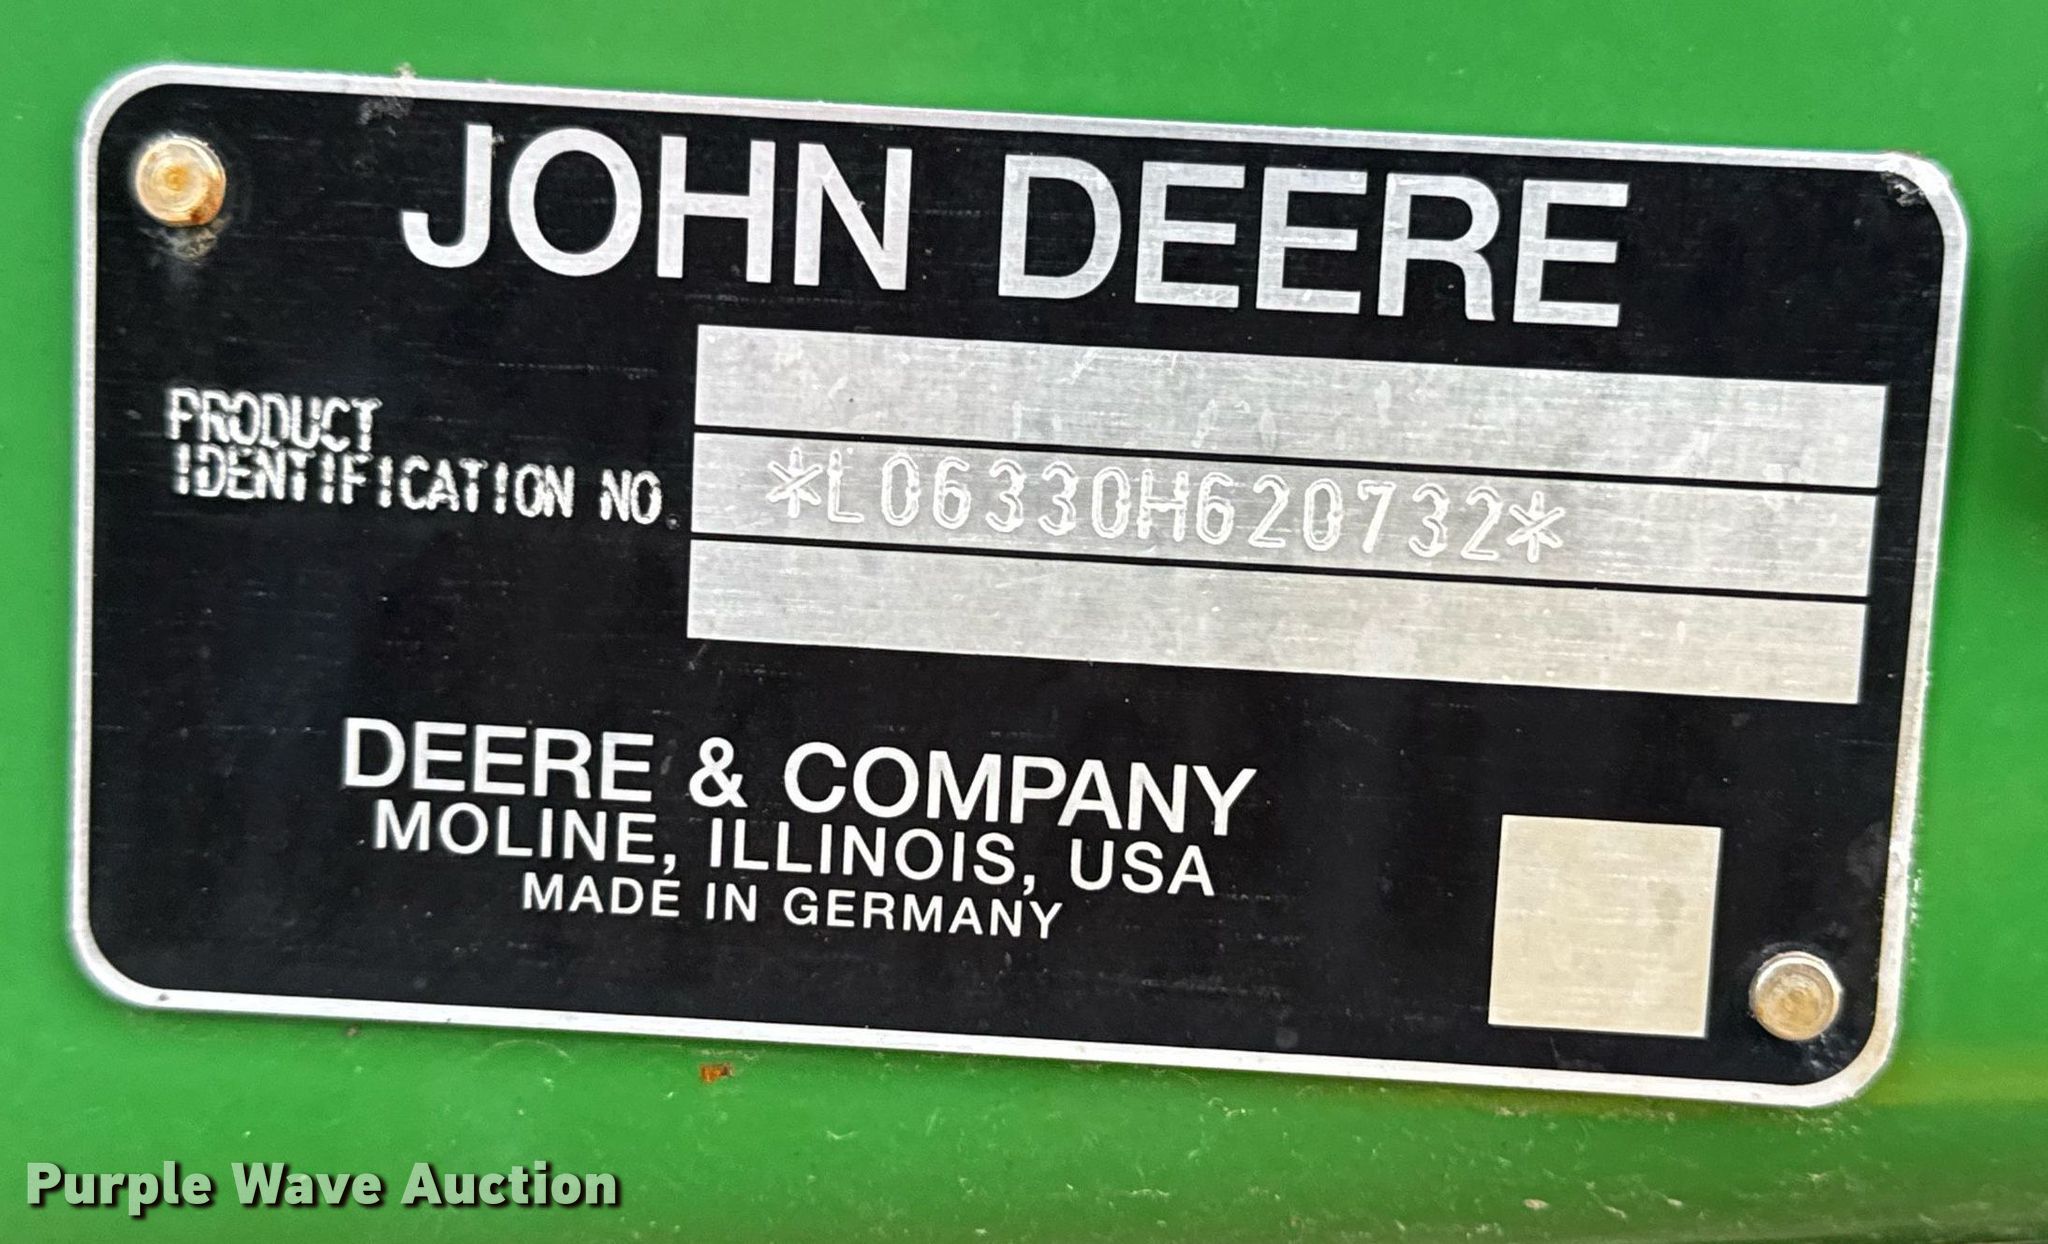 JOHN DEERE
PRODUCT
IDENTIFICATION NO.
*L06330H620732*
DEERE & COMPANY
MOLINE, ILLINOIS, USA
MADE IN GERMANY
Purple Wave Auction